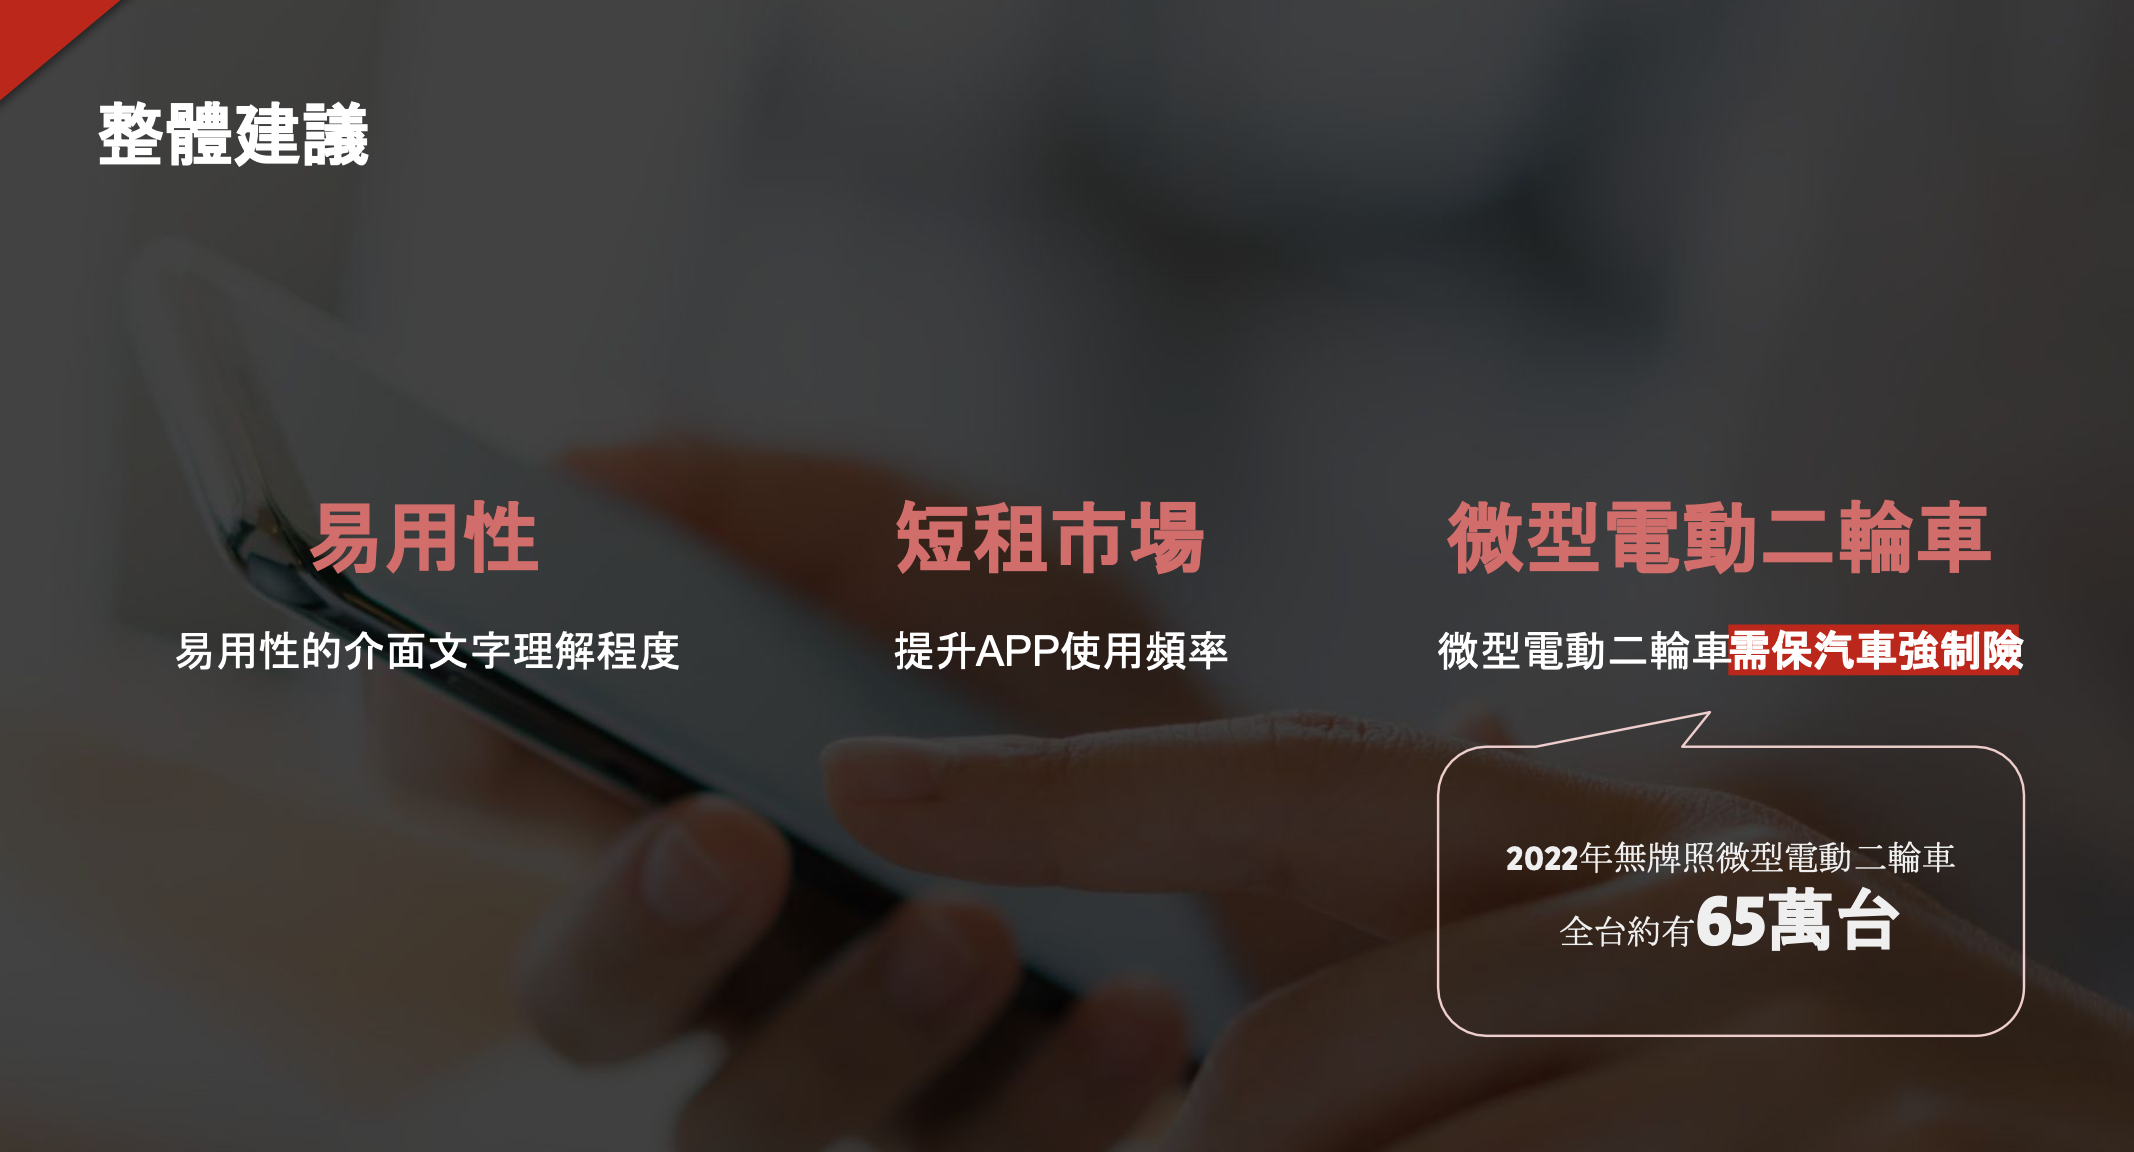 整體建議
易用性
易用性的介面文字理解程度
短租市場
提升APP使用頻率
微型電動二輪車
微型電動二輪車需保汽車強制險
2022年無牌照微型電動二輪車
全台約有65萬台